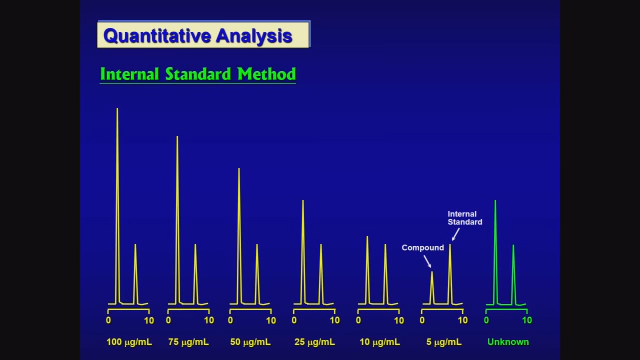 Quantitative Analysis
Internal Standard Method
Internal
Standard
Compound
0 10 0 10 0 10 0 10 0 10 0 10 0 10
100 µg/mL 75 µg/mL 50 µg/mL 25 µg/mL 10 µg/mL 5 µg/mL Unknown